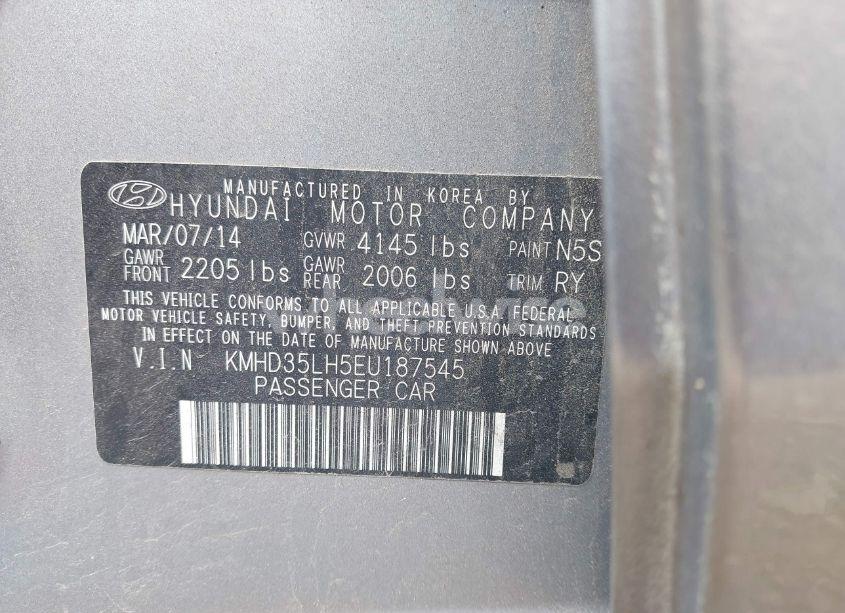 MANUFACTURED IN KOREA BY
HYUNDAI MOTOR COMPANY
MAR/07/14 GVWR 4145 lbs PAINT N5S
GAWR FRONT 2205 lbs GAWR REAR 2006 lbs TRIM RY
THIS VEHICLE CONFORMS TO ALL APPLICABLE U.S.A. FEDERAL
MOTOR VEHICLE SAFETY, BUMPER, AND THEFT PREVENTION STANDARDS
IN EFFECT ON THE DATE OF MANUFACTURE SHOWN ABOVE
V.I.N KMHD35LH5EU187545
PASSENGER CAR